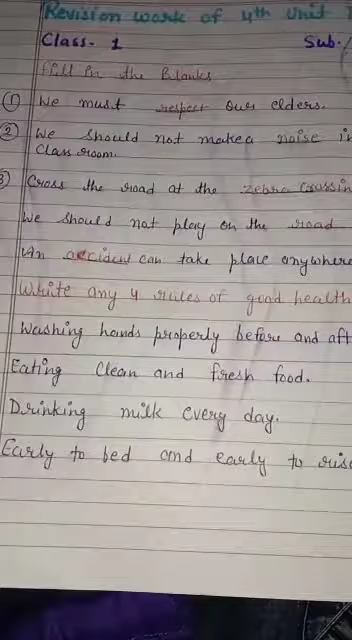 Revision work of 4th Unit
Class-1 Sub.
Fill in the Blanks
① We must respect our elders.
② We should not make a noise in
Class room.
3) Cross the road at the zebra crossin
We should not play on the road
An accident can take place anywhere
Write any 4 rules of good health
Washing hands properly before and aft
Eating clean and fresh food.
Drinking milk every day.
Early to bed and early to rise